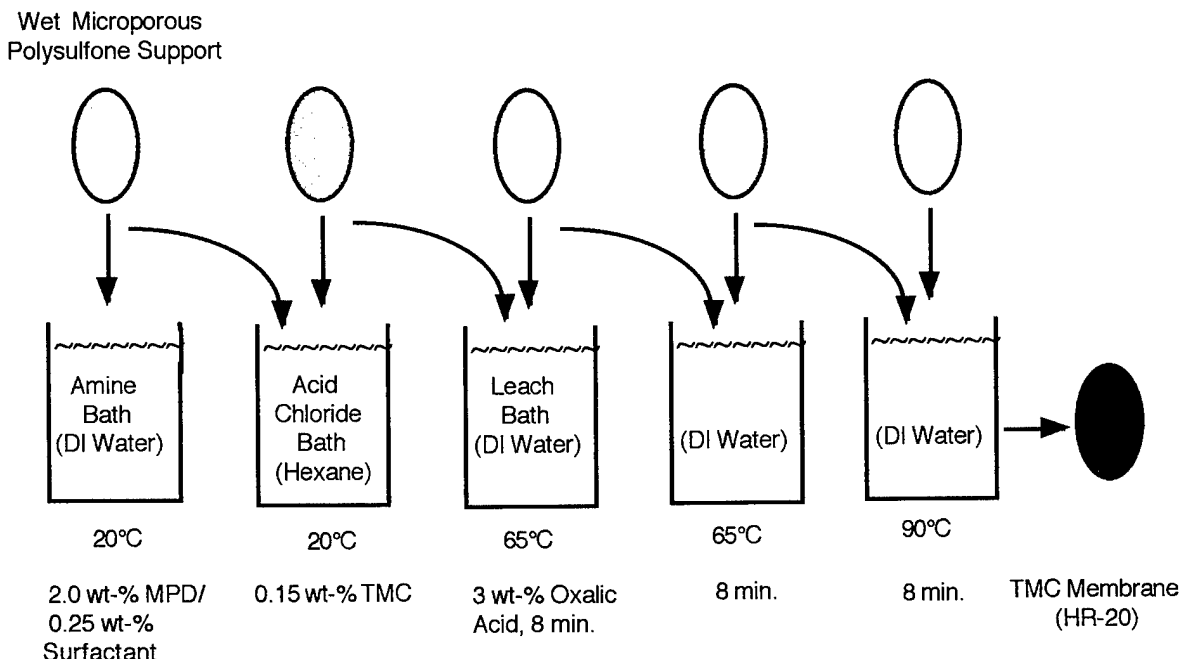 Wet Microporous
Polysulfone Support
~~~~~~~~
Amine
Bath
(DI Water)
Acid
Chloride
Bath
(Hexane)
Leach
Bath
(DI Water)
(DI Water)
(DI Water)
20°C
20°C
65°C
65°C
90°C
2.0 wt-% MPD/
0.25 wt-%
Surfactant
0.15 wt-% TMC
3 wt-% Oxalic
Acid, 8 min.
8 min.
8 min.
TMC Membrane
(HR-20)